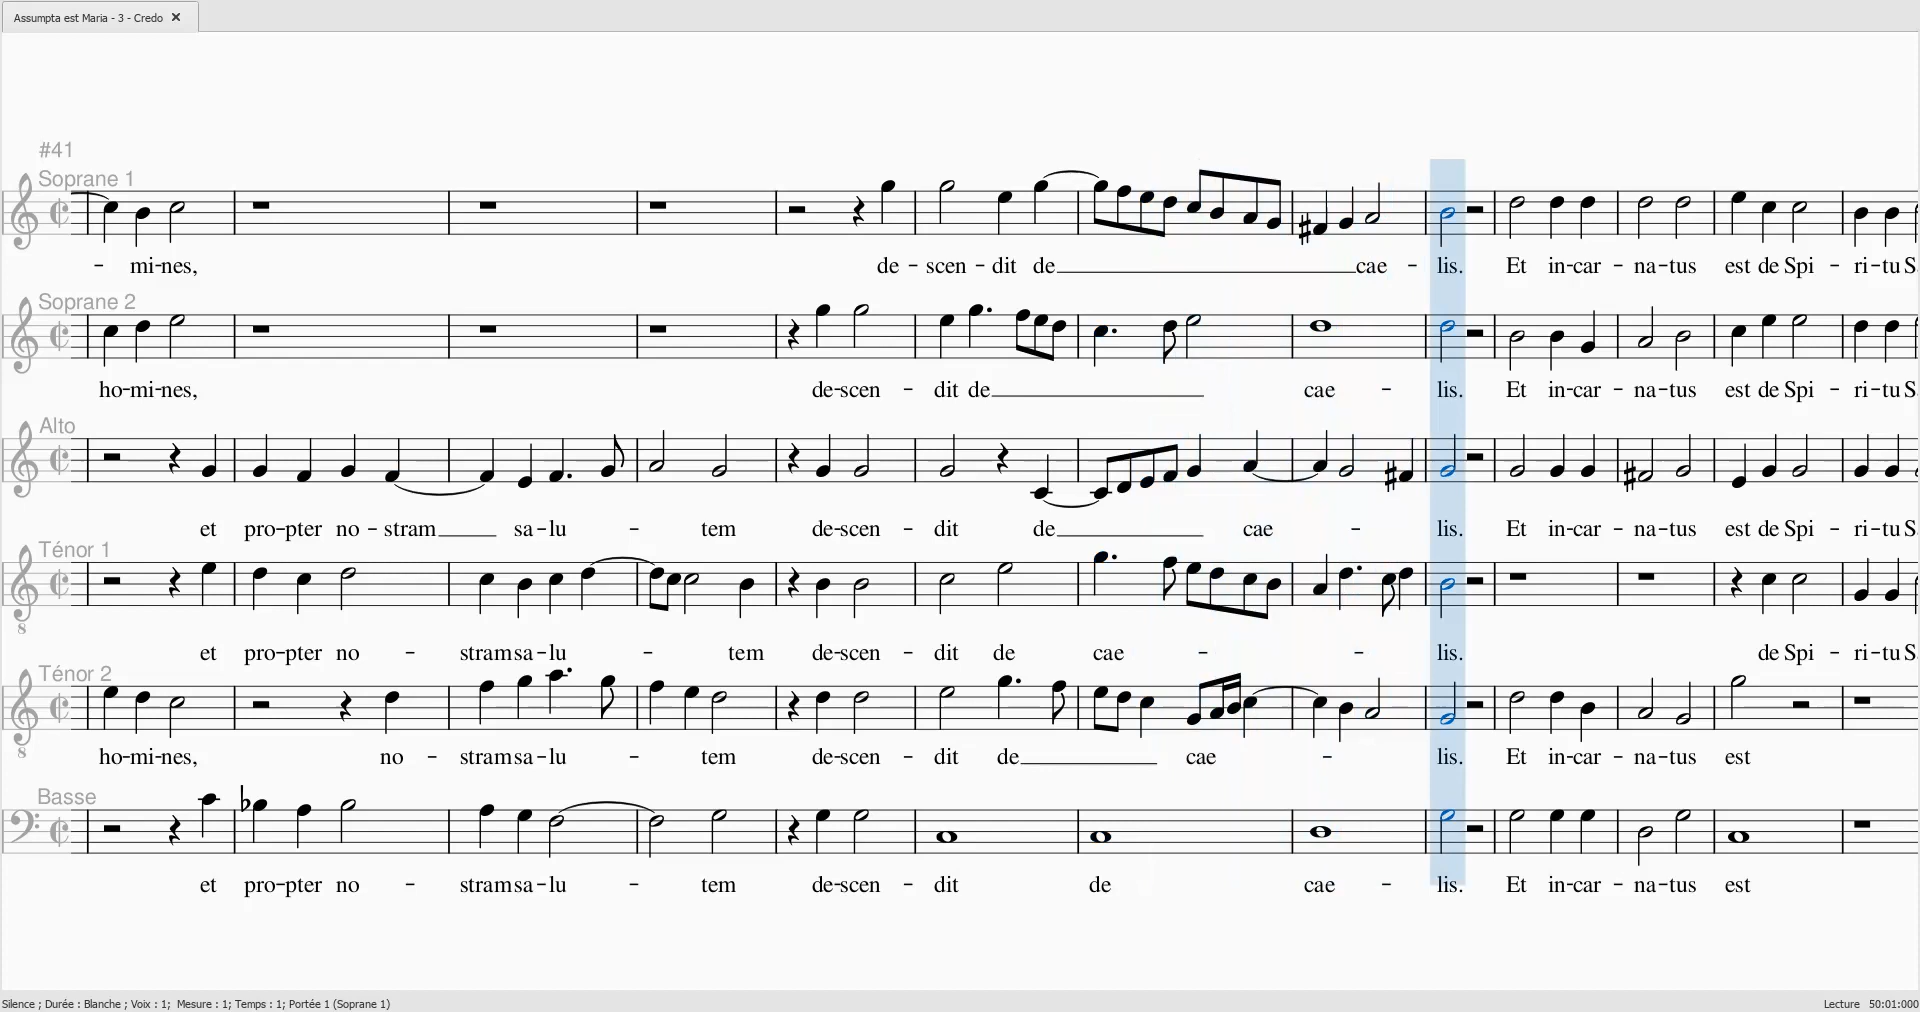 Assumpta est Maria - 3 - Credo ✕
#41
Soprane 1
- mi-nes, de - scen - dit de cae - lis. Et in-car - na-tus est de Spi - ri-tu S
Soprane 2
ho-mi-nes, de-scen - dit de cae - lis. Et in-car - na-tus est de Spi - ri-tu S
Alto
et pro-pter no - stram sa-lu - tem de-scen - dit de cae - lis. Et in-car - na-tus est de Spi - ri-tu S
Ténor 1
et pro-pter no - stram sa-lu - tem de-scen - dit de cae - - lis. de Spi - ri-tu S
Ténor 2
ho-mi-nes, no - stram sa-lu - tem de-scen - dit de cae - lis. Et in-car - na-tus est
Basse
et pro-pter no - stram sa-lu - tem de-scen - dit de cae - lis. Et in-car - na-tus est
Silence ; Durée : Blanche ; Voix : 1; Mesure : 1; Temps : 1; Portée 1 (Soprane 1) Lecture 50:01:000